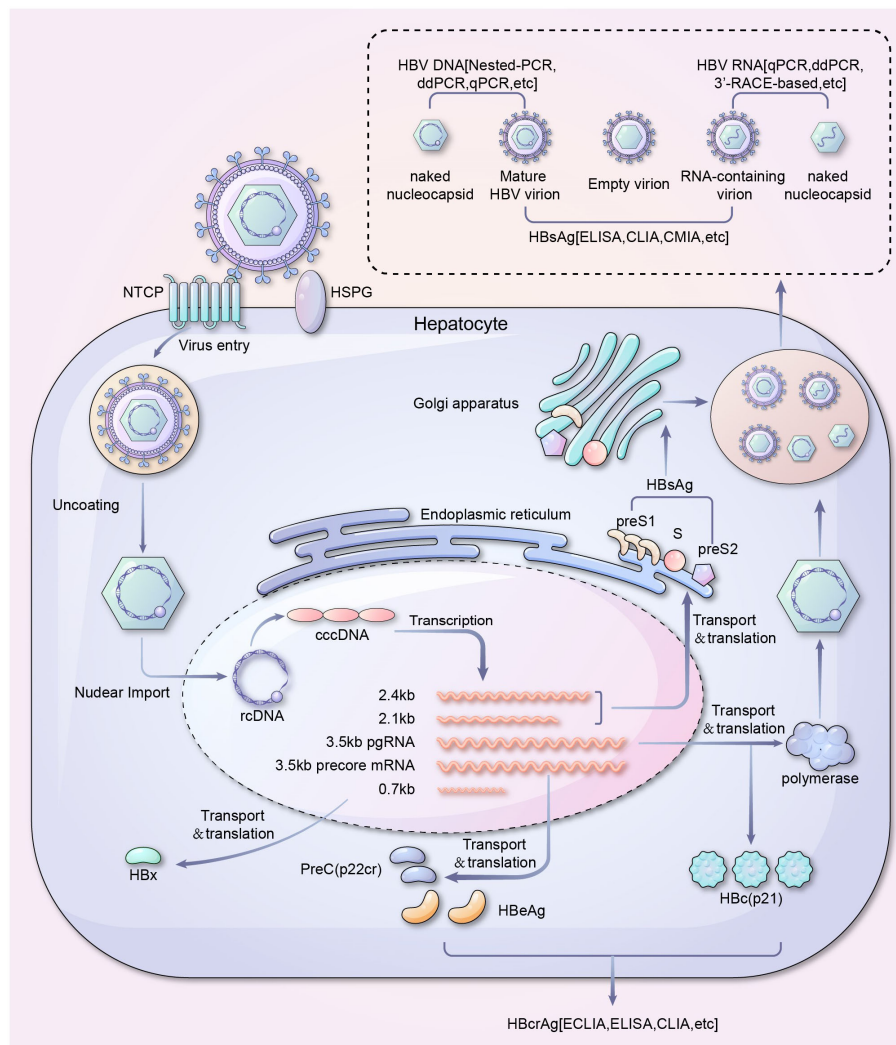 HBV DNA[Nested-PCR,
ddPCR,qPCR,etc]
HBV RNA[qPCR,ddPCR,
3'-RACE-based,etc]
naked
nucleocapsid
Mature
HBV virion
Empty virion
RNA-containing
virion
naked
nucleocapsid
HBsAg[ELISA,CLIA,CMIA,etc]
NTCP
HSPG
Virus entry
Hepatocyte
Golgi apparatus
HBsAg
Uncoating
Endoplasmic reticulum
preS1
S
preS2
cccDNA
Transcription
Transport
&translation
Nudear Import
rcDNA
2.4kb
2.1kb
3.5kb pgRNA
3.5kb precore mRNA
0.7kb
Transport
&translation
polymerase
Transport
&translation
HBx
PreC(p22cr)
Transport
&translation
HBeAg
HBc(p21)
HBcrAg[ECLIA,ELISA,CLIA,etc]